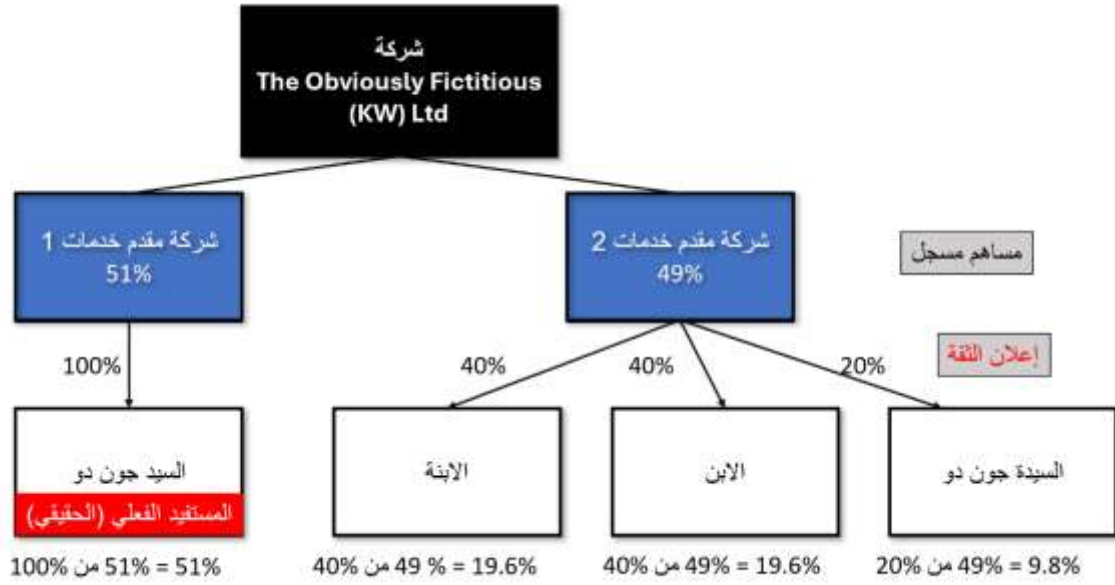 شركة
The Obviously Fictitious
(KW) Ltd
شركة مقدم خدمات 1
51%
شركة مقدم خدمات 2
49%
مساهم مسجل
100%
40%
40%
20%
إعلان الثقة
السيد جون دو
المستفيد الفعلي (الحقيقي)
الابنة
الابن
السيدة جون دو
100% من 51% = 51%
40% من 49 % = 19.6%
40% من 49% = 19.6%
20% من 49% = 9.8%